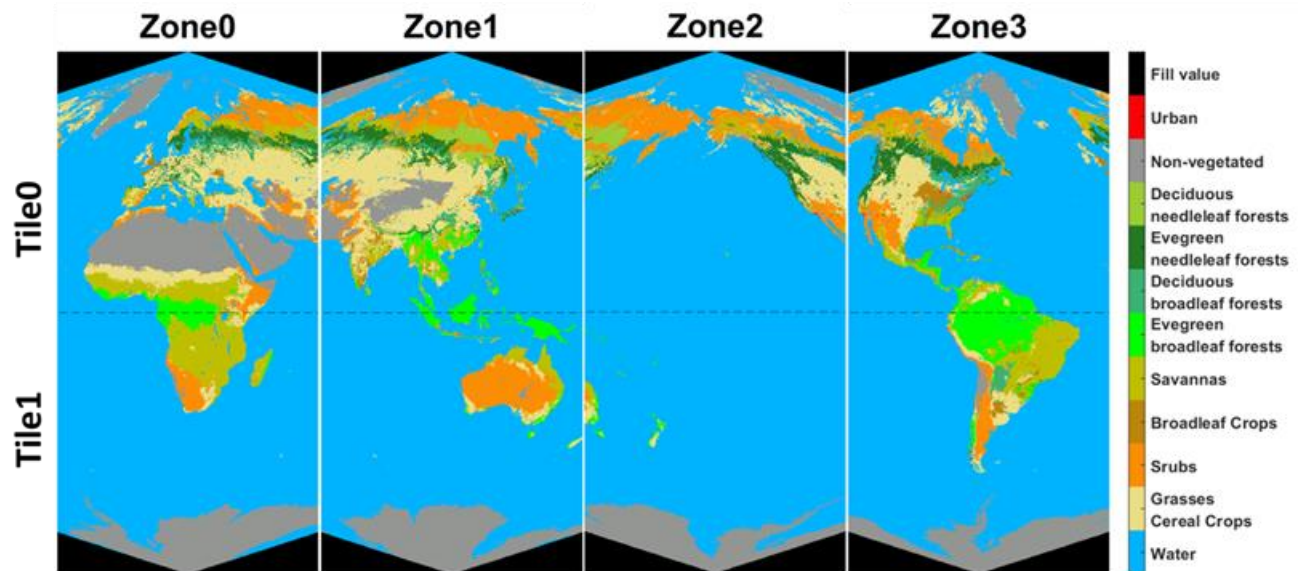 Zone0
Zone1
Zone2
Zone3
Tile0
Tile1
Fill value
Urban
Non-vegetated
Deciduous
needleleaf forests
Evegreen
needleleaf forests
Deciduous
broadleaf forests
Evegreen
broadleaf forests
Savannas
Broadleaf Crops
Srubs
Grasses
Cereal Crops
Water